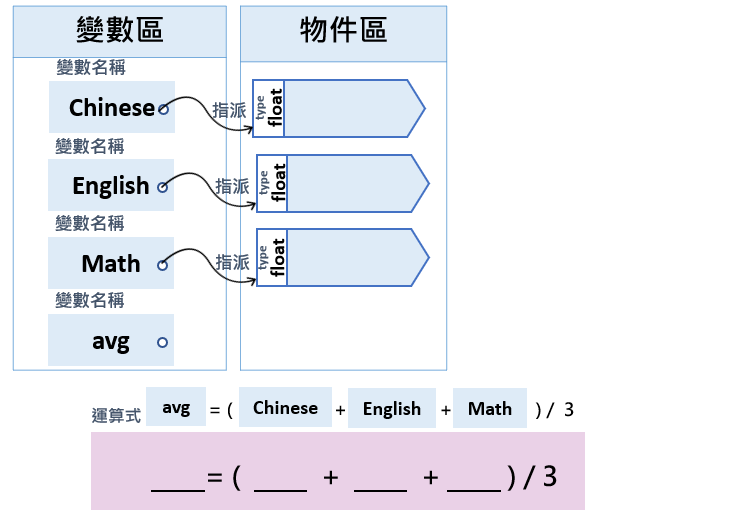 變數區 物件區
變數名稱
Chinese 指派 type float
變數名稱
English 指派 type float
變數名稱
Math 指派 type float
變數名稱
avg
運算式 avg = ( Chinese + English + Math ) / 3
____ = ( ____ + ____ + ____ ) / 3